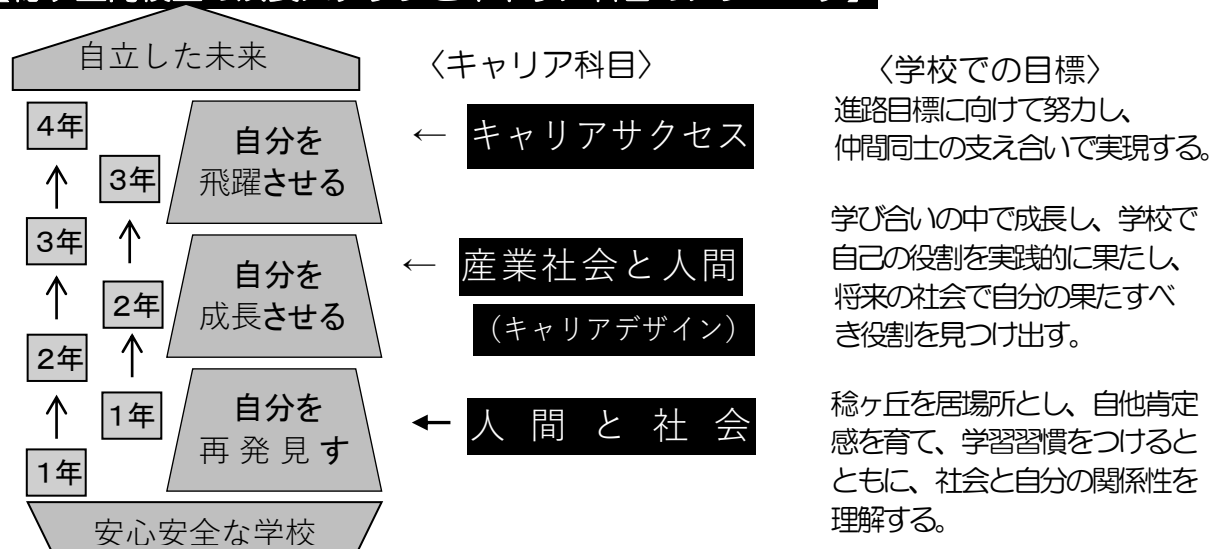 自立した未来
〈キャリア科目〉
〈学校での目標〉
4年
3年
2年
1年
3年
2年
1年
自分を
飛躍させる
← キャリアサクセス
進路目標に向けて努力し、
仲間同士の支え合いで実現する。
自分を
成長させる
← 産業社会と人間
（キャリアデザイン）
学び合いの中で成長し、学校で
自己の役割を実践的に果たし、
将来の社会で自分の果たすべ
き役割を見つけ出す。
自分を
再発見す
← 人間と社会
稔ヶ丘を居場所とし、自他肯定
感を育て、学習習慣をつけると
ともに、社会と自分の関係性を
理解する。
安心安全な学校